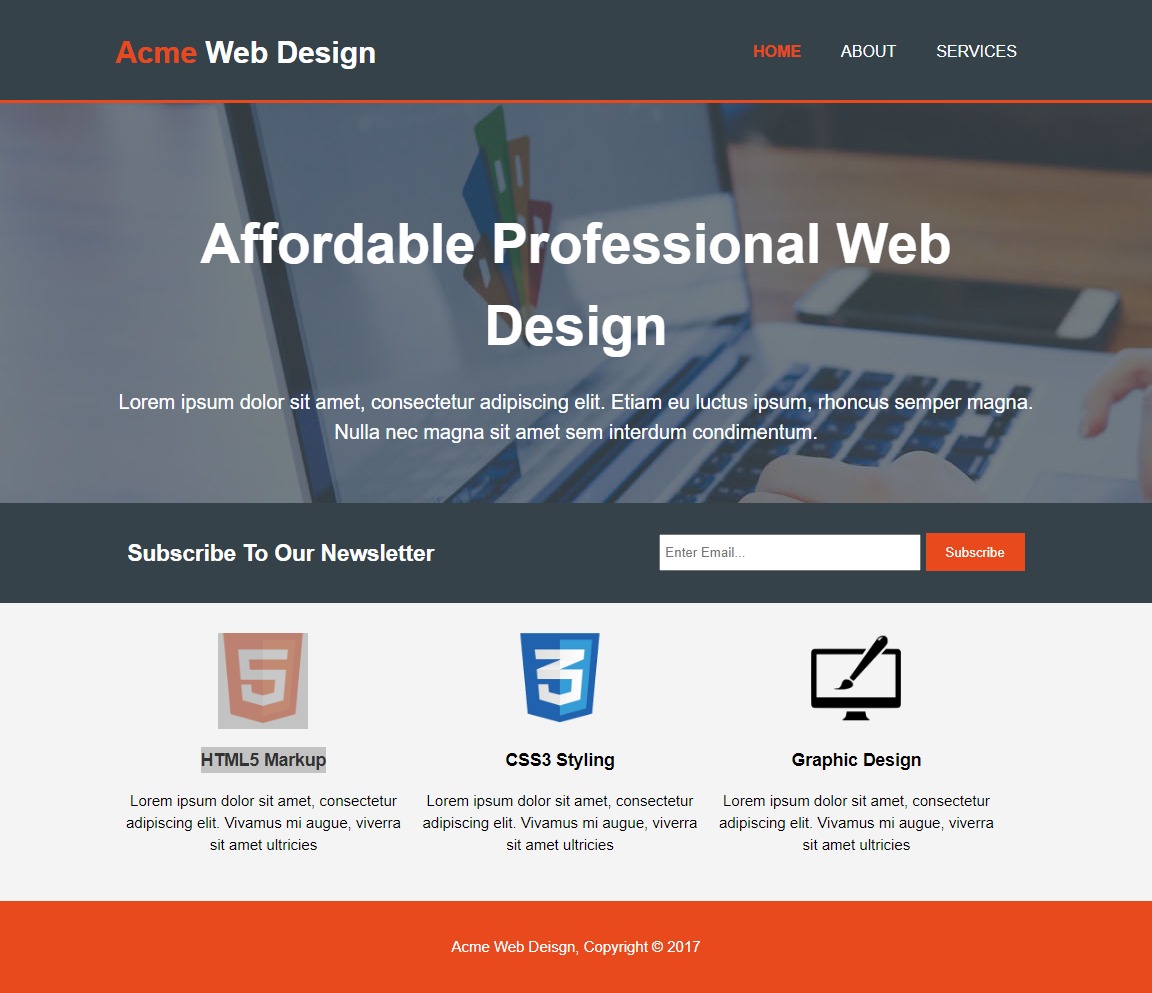 Acme Web Design
HOME ABOUT SERVICES
Affordable Professional Web
Design
Lorem ipsum dolor sit amet, consectetur adipiscing elit. Etiam eu luctus ipsum, rhoncus semper magna.
Nulla nec magna sit amet sem interdum condimentum.
Subscribe To Our Newsletter
Enter Email...
Subscribe
5
HTML5 Markup
Lorem ipsum dolor sit amet, consectetur
adipiscing elit. Vivamus mi augue, viverra
sit amet ultricies
3
CSS3 Styling
Lorem ipsum dolor sit amet, consectetur
adipiscing elit. Vivamus mi augue, viverra
sit amet ultricies
Graphic Design
Lorem ipsum dolor sit amet, consectetur
adipiscing elit. Vivamus mi augue, viverra
sit amet ultricies
Acme Web Deisgn, Copyright © 2017